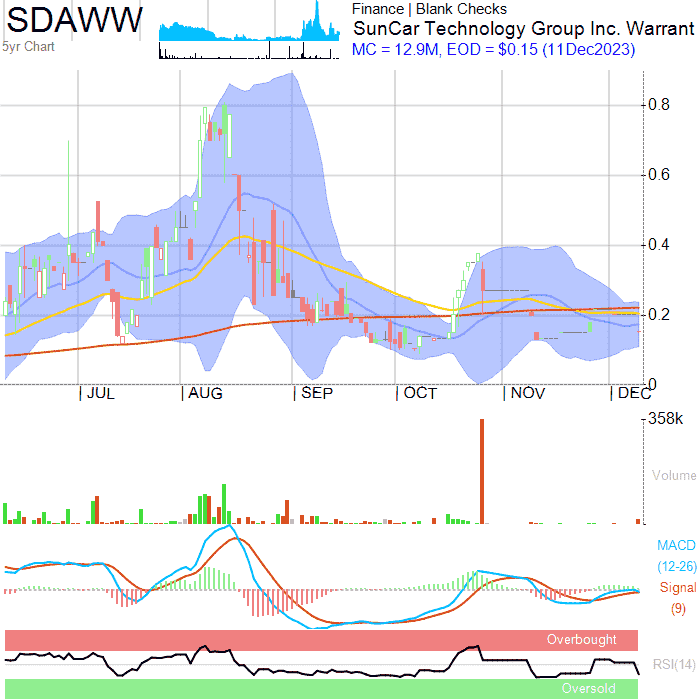 SDAWW
5yr Chart
Finance | Blank Checks
SunCar Technology Group Inc. Warrant
MC = 12.9M, EOD = $0.15 (11Dec2023)
0.8
0.6
0.4
0.2
0
JUL AUG SEP OCT NOV DEC
358k
Volume
MACD
(12-26)
Signal
(9)
Overbought
RSI(14)
Oversold